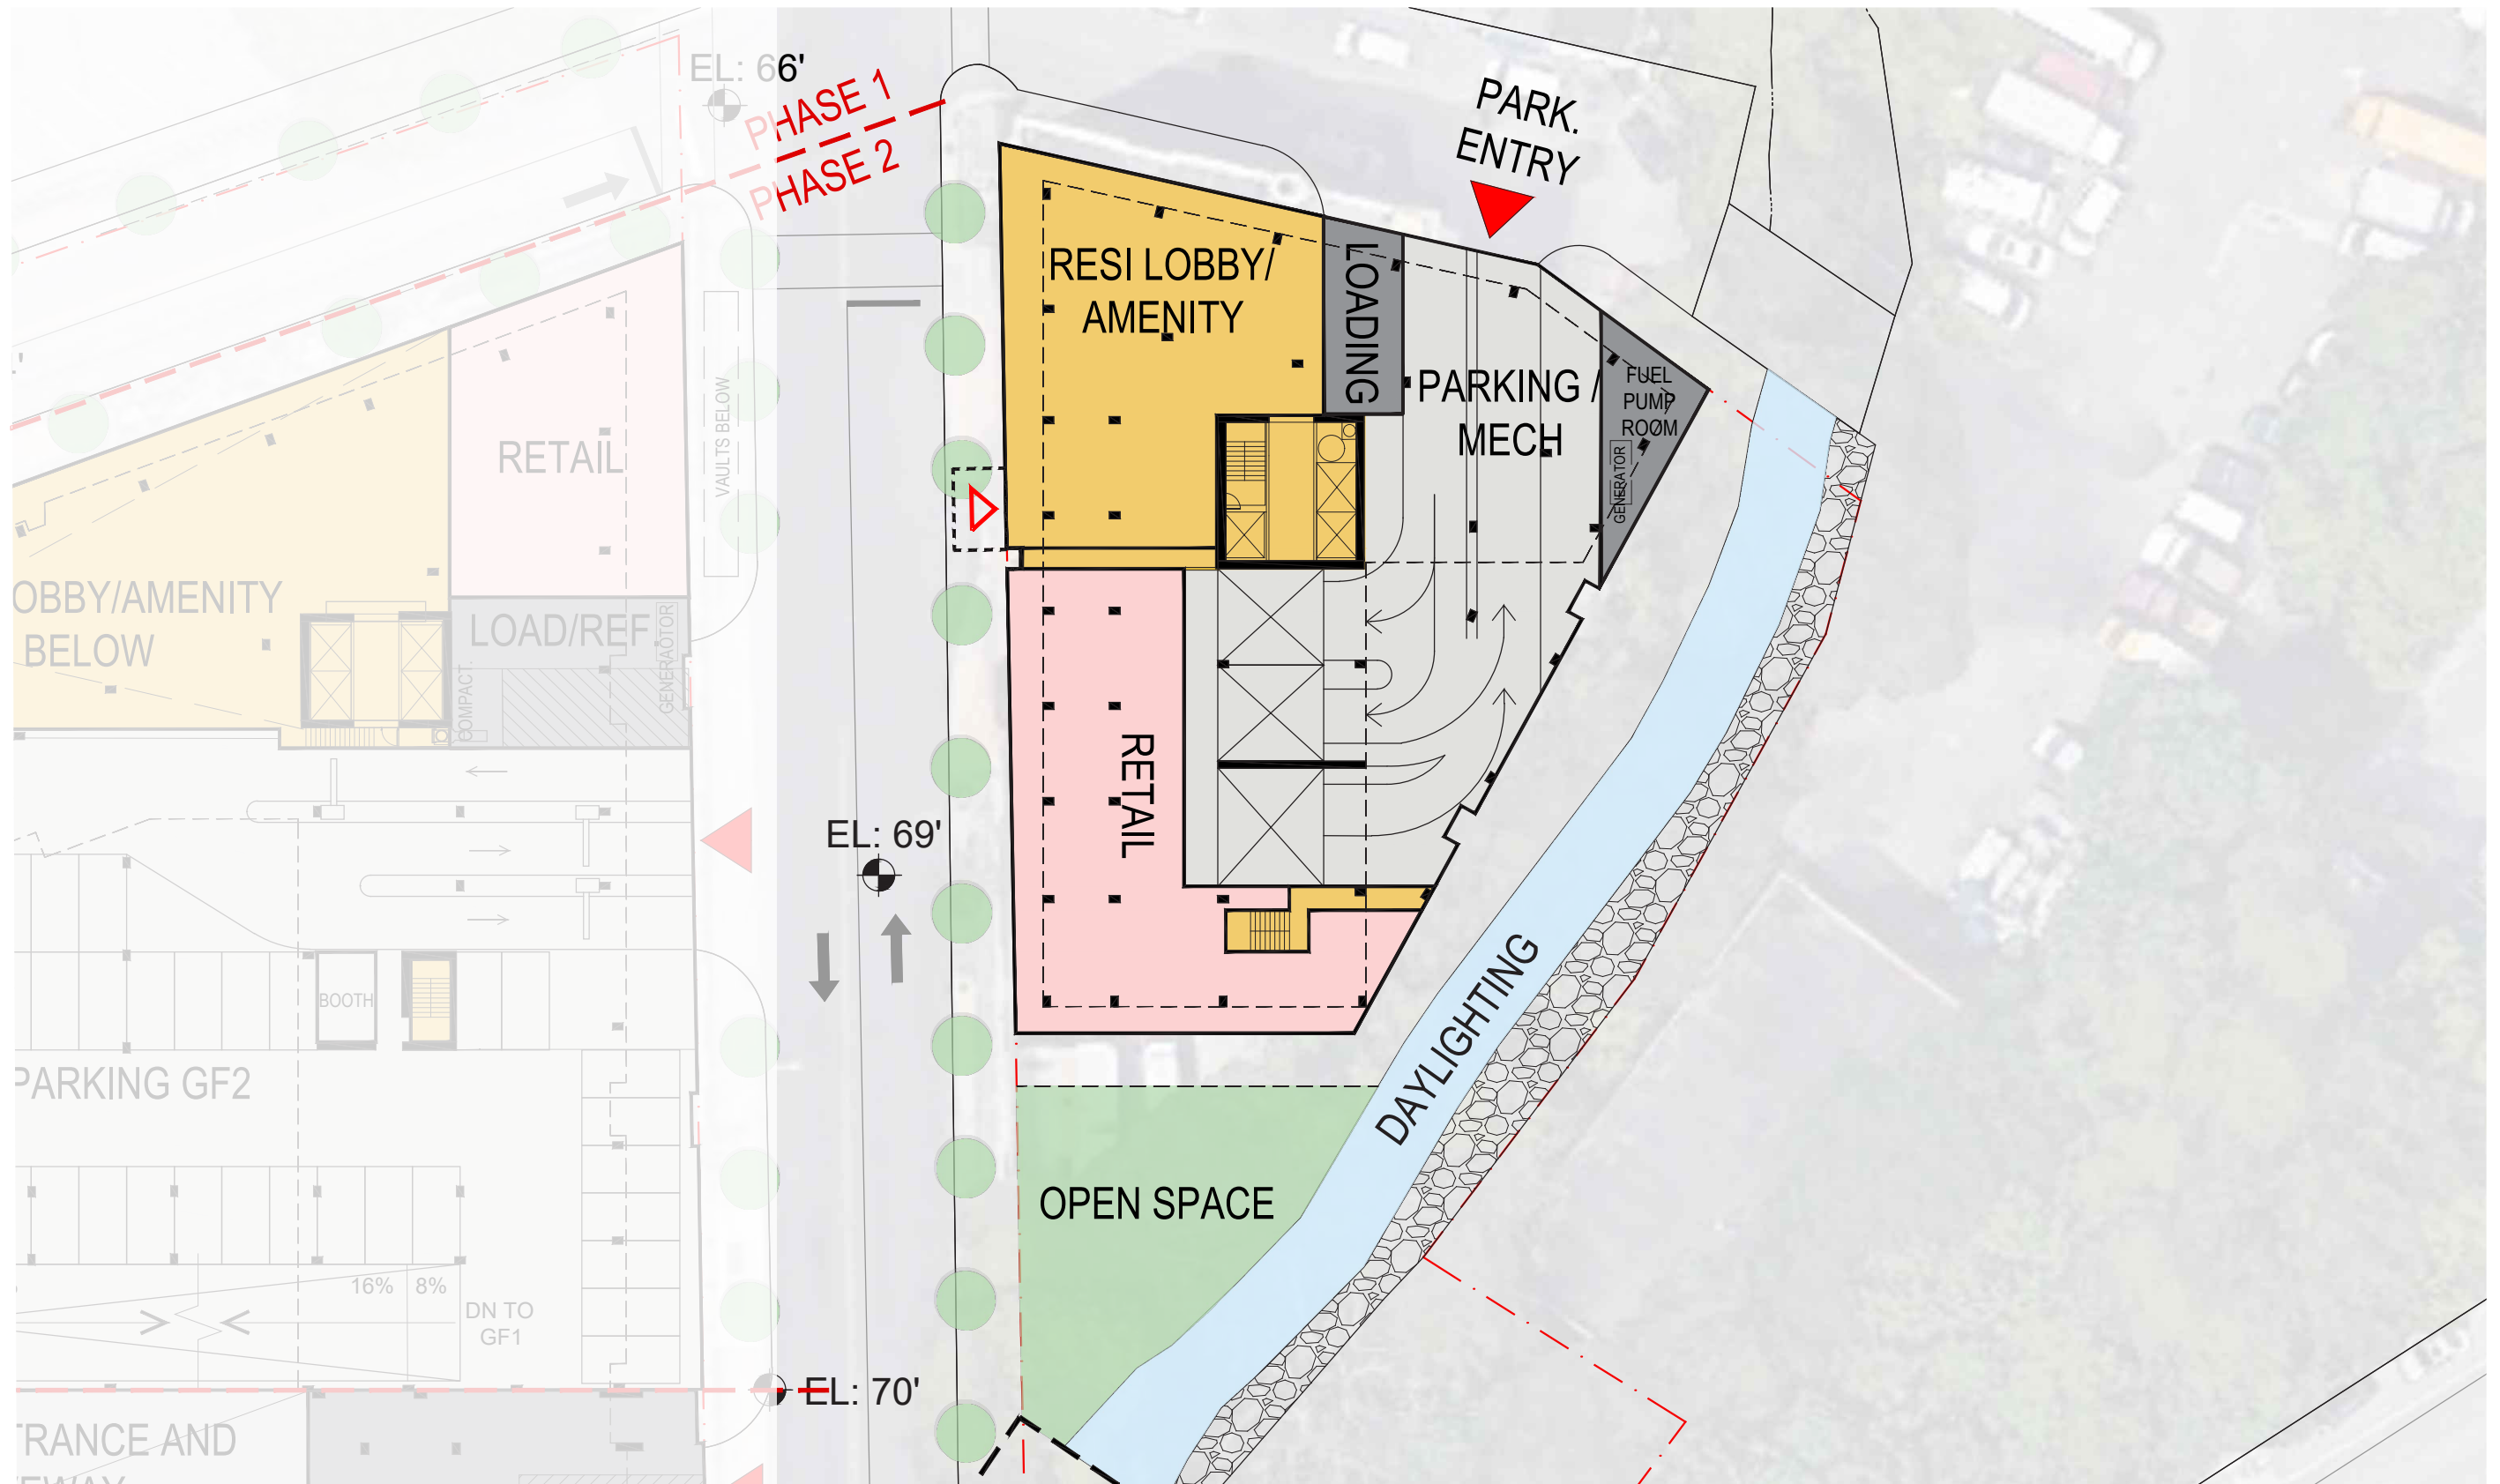 EL: 66'
PHASE 1
PHASE 2
PARK.
ENTRY
RESI LOBBY/
AMENITY
LOADING
PARKING /
MECH
FUEL
PUMP
ROOM
GENERATOR
VAULTS BELOW
RETAIL
OBBY/AMENITY
BELOW
LOAD/REF.
GENERAOTOR
COMPACT.
RETAIL
EL: 69'
BOOTH
PARKING GF2
DAYLIGHTING
OPEN SPACE
16%
8%
DN TO
GF1
EL: 70'
TRANCE AND